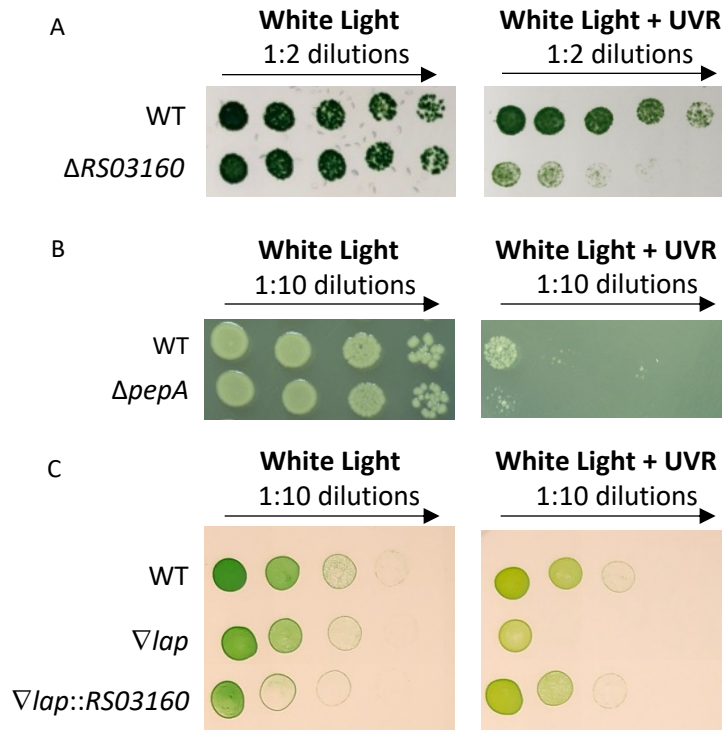 A
White Light
White Light + UVR
1:2 dilutions
1:2 dilutions
WT
ΔRS03160
B
White Light
White Light + UVR
1:10 dilutions
1:10 dilutions
WT
ΔpepA
C
White Light
White Light + UVR
1:10 dilutions
1:10 dilutions
WT
∇lap
∇lap::RS03160